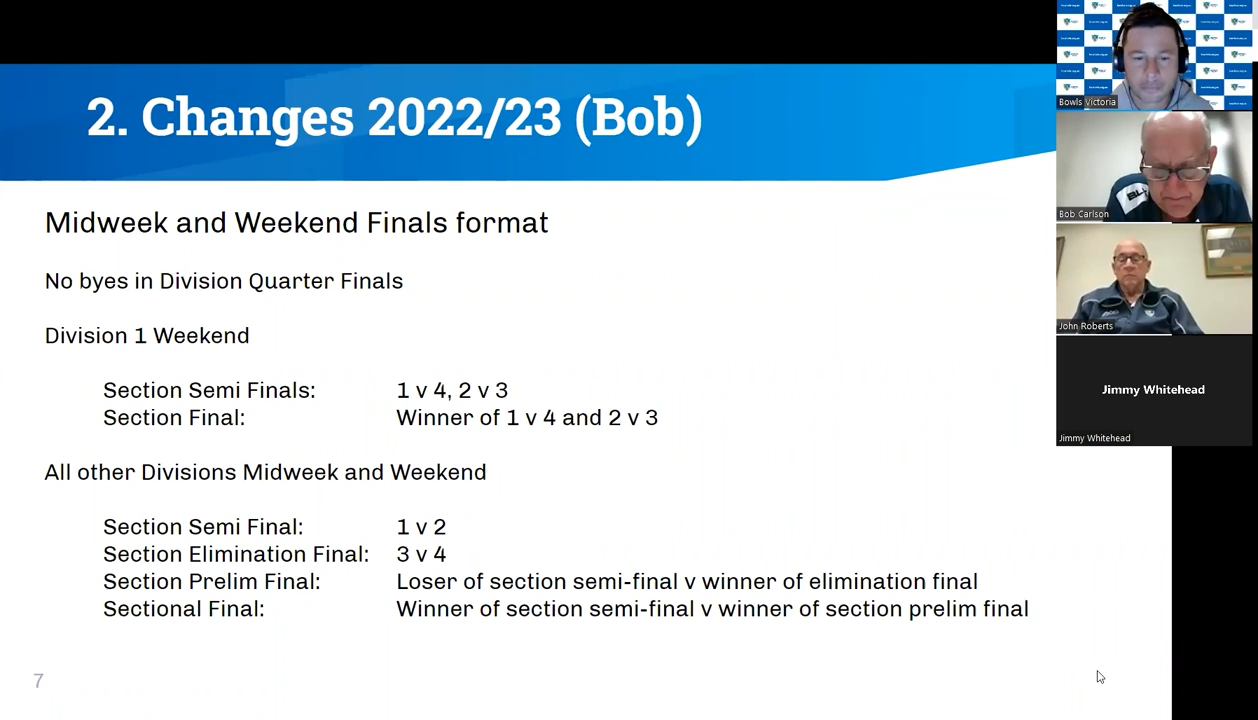 2. Changes 2022/23 (Bob)
Midweek and Weekend Finals format
No byes in Division Quarter Finals
Division 1 Weekend
Section Semi Finals: 1 v 4, 2 v 3
Section Final: Winner of 1 v 4 and 2 v 3
All other Divisions Midweek and Weekend
Section Semi Final: 1 v 2
Section Elimination Final: 3 v 4
Section Prelim Final: Loser of section semi-final v winner of elimination final
Sectional Final: Winner of section semi-final v winner of section prelim final
7
Bowls Victoria
Bob Carlson
John Roberts
Jimmy Whitehead
Jimmy Whitehead